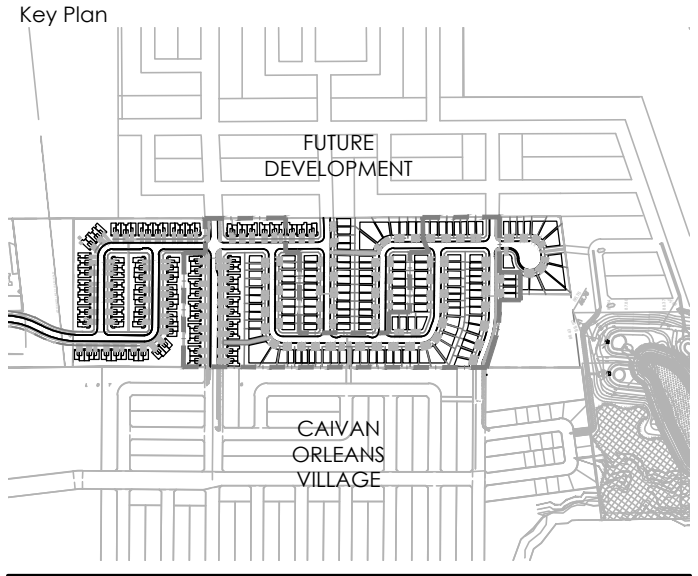 Key Plan
FUTURE
DEVELOPMENT
CAIVAN
ORLEANS
VILLAGE